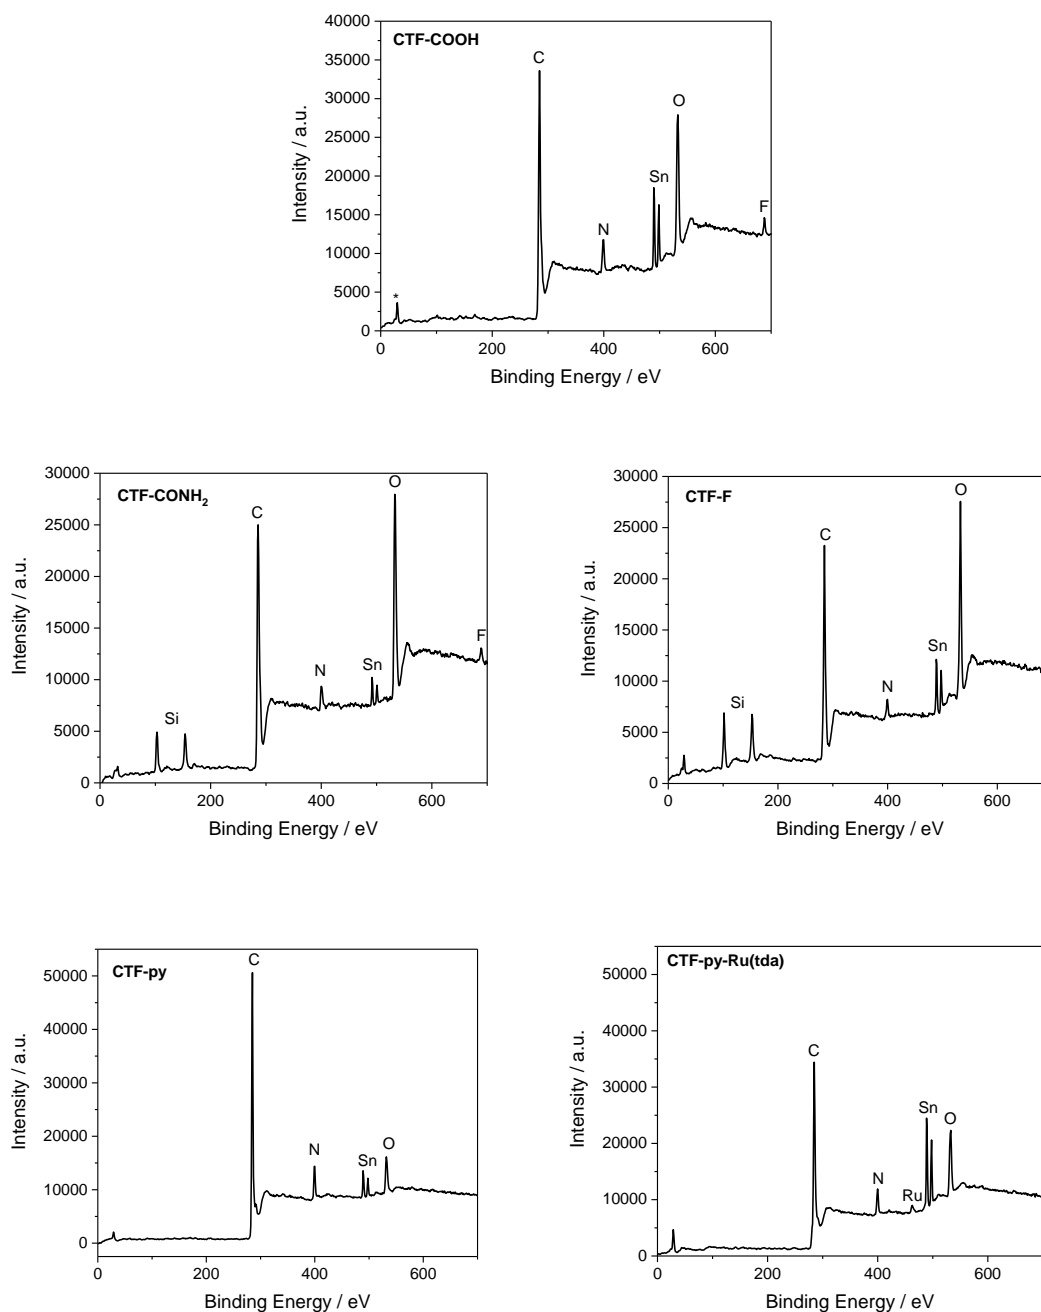 CTF-COOH
Intensity / a.u.
40000
35000
30000
25000
20000
15000
10000
5000
0
C
O
Sn
N
F
*
0 200 400 600
Binding Energy / eV
CTF-CONH2
Intensity / a.u.
30000
25000
20000
15000
10000
5000
0
O
C
F
Sn
N
Si
0 200 400 600
Binding Energy / eV
CTF-F
Intensity / a.u.
30000
25000
20000
15000
10000
5000
0
O
C
Sn
N
Si
0 200 400 600
Binding Energy / eV
CTF-py
Intensity / a.u.
50000
40000
30000
20000
10000
0
C
N
O
Sn
0 200 400 600
Binding Energy / eV
CTF-py-Ru(tda)
Intensity / a.u.
50000
40000
30000
20000
10000
0
C
Sn
O
N
Ru
0 200 400 600
Binding Energy / eV